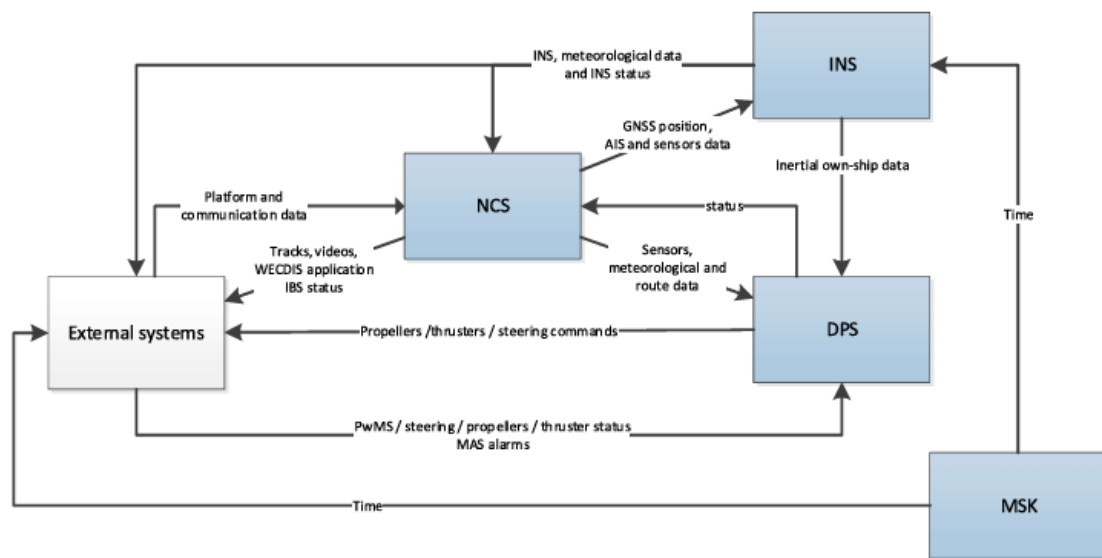 INS, meteorological data
and INS status
INS
GNSS position,
AIS and sensors data
Inertial own-ship data
Platform and
communication data
NCS
status
Time
Tracks, videos,
WECDIS application
IBS status
Sensors,
meteorological and
route data
External systems
Propellers /thrusters / steering commands
DPS
PwMS / steering / propellers / thruster status
MAS alarms
Time
MSK